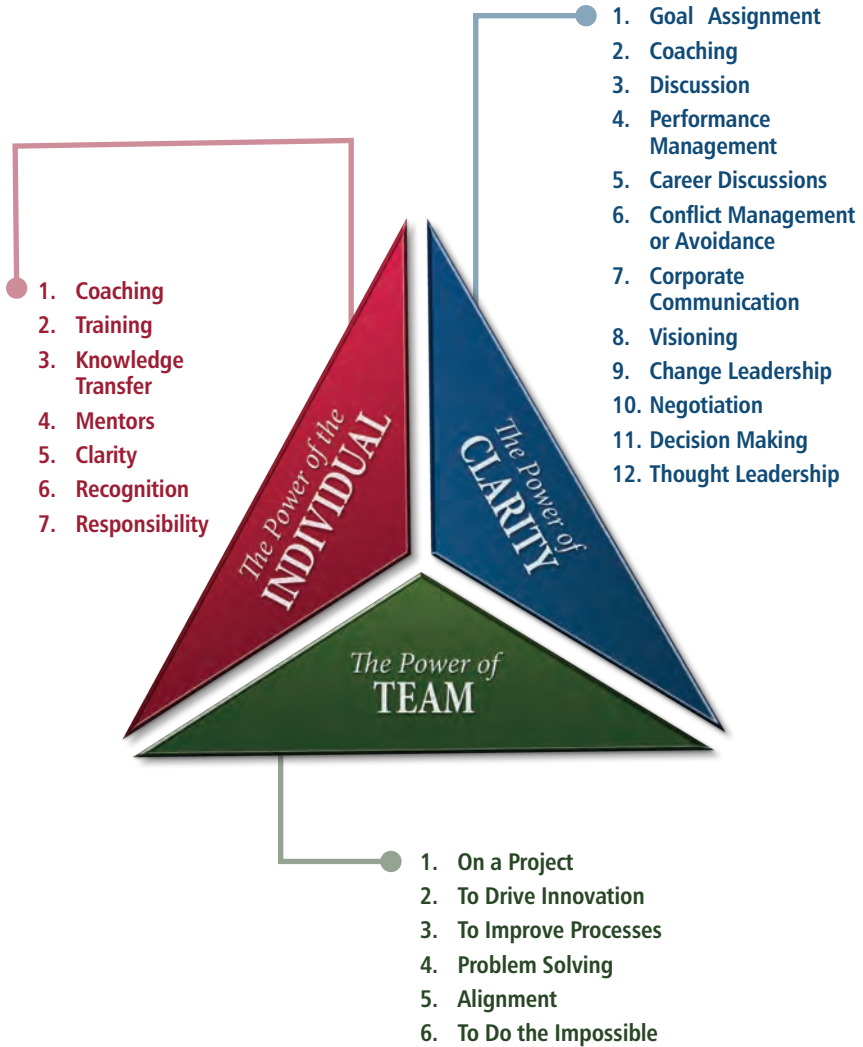 1. Goal Assignment
2. Coaching
3. Discussion
4. Performance
Management
5. Career Discussions
6. Conflict Management
or Avoidance
7. Corporate
Communication
8. Visioning
9. Change Leadership
10. Negotiation
11. Decision Making
12. Thought Leadership
1. Coaching
2. Training
3. Knowledge
Transfer
4. Mentors
5. Clarity
6. Recognition
7. Responsibility
The Power of the
INDIVIDUAL
The Power of
CLARITY
The Power of
TEAM
1. On a Project
2. To Drive Innovation
3. To Improve Processes
4. Problem Solving
5. Alignment
6. To Do the Impossible